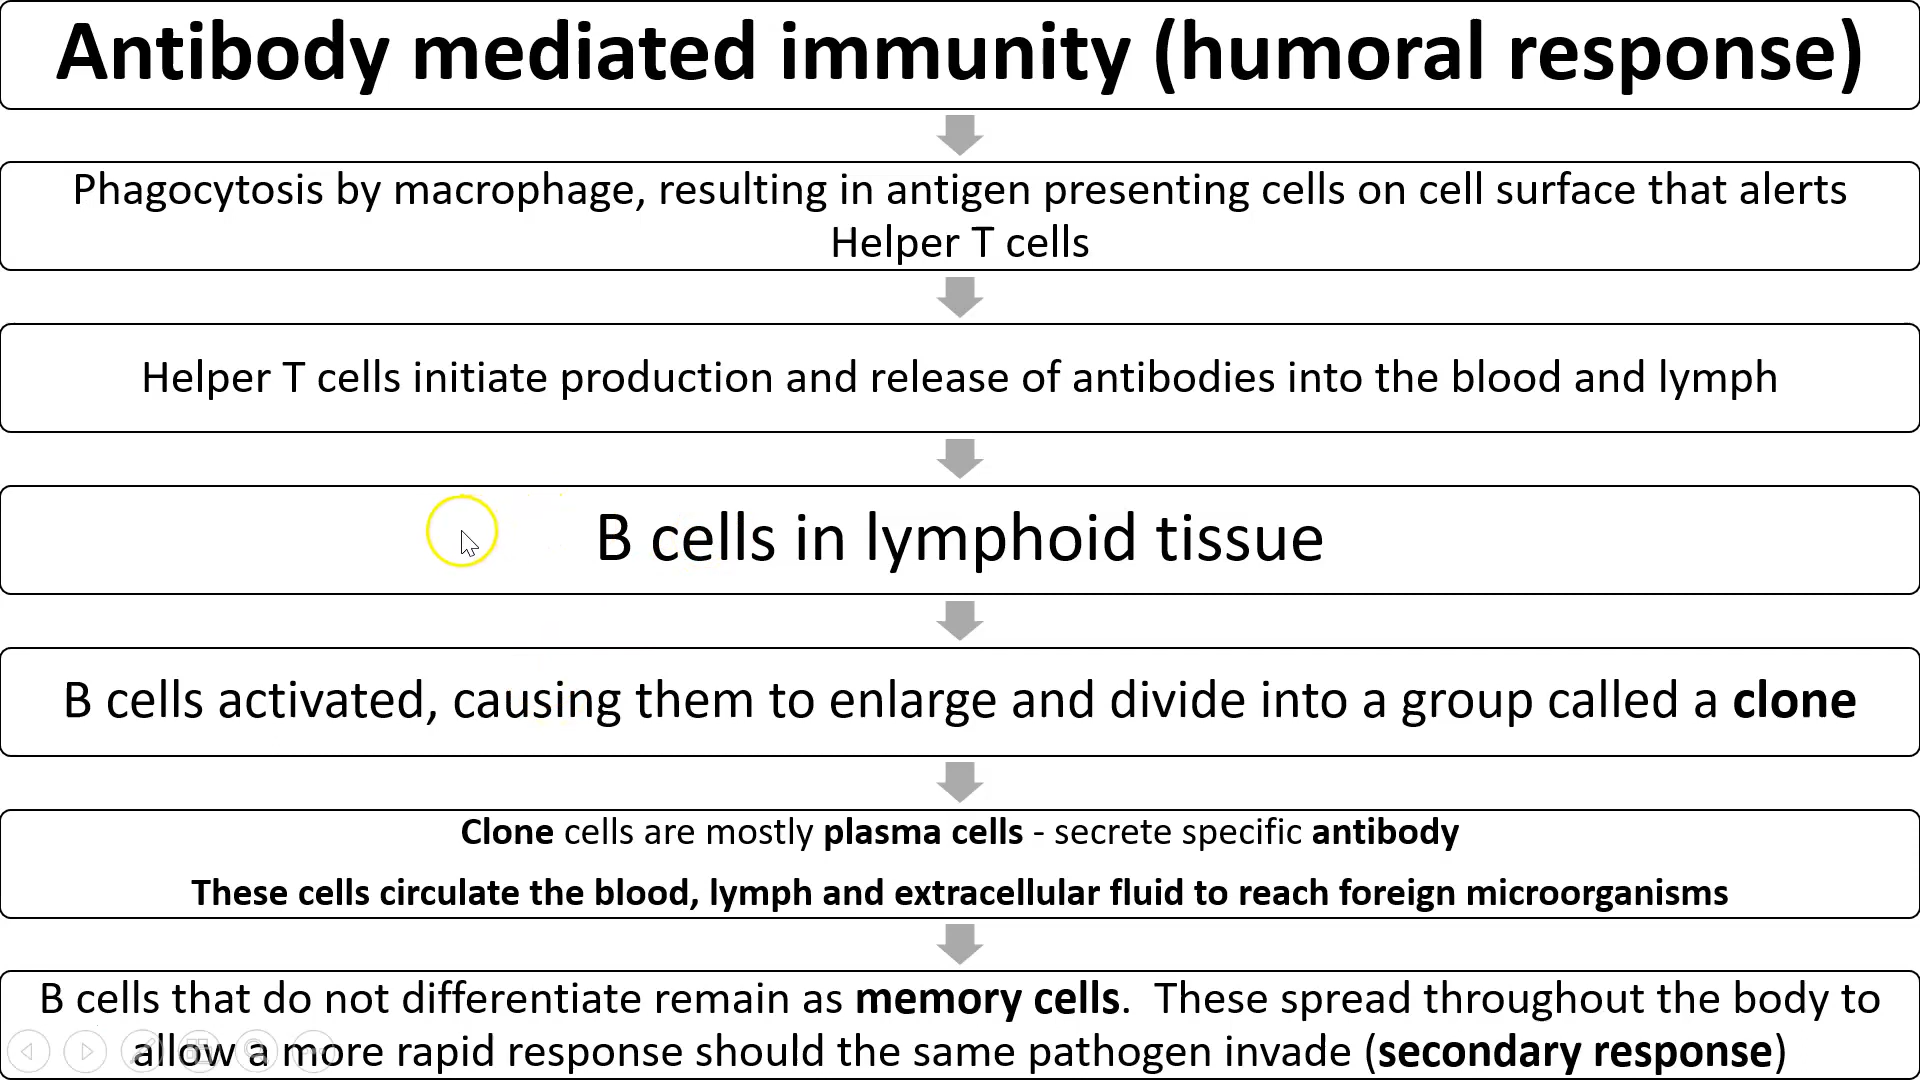 Antibody mediated immunity (humoral response)
Phagocytosis by macrophage, resulting in antigen presenting cells on cell surface that alerts
Helper T cells
Helper T cells initiate production and release of antibodies into the blood and lymph
B cells in lymphoid tissue
B cells activated, causing them to enlarge and divide into a group called a clone
Clone cells are mostly plasma cells - secrete specific antibody
These cells circulate the blood, lymph and extracellular fluid to reach foreign microorganisms
B cells that do not differentiate remain as memory cells.  These spread throughout the body to
allow a more rapid response should the same pathogen invade (secondary response)